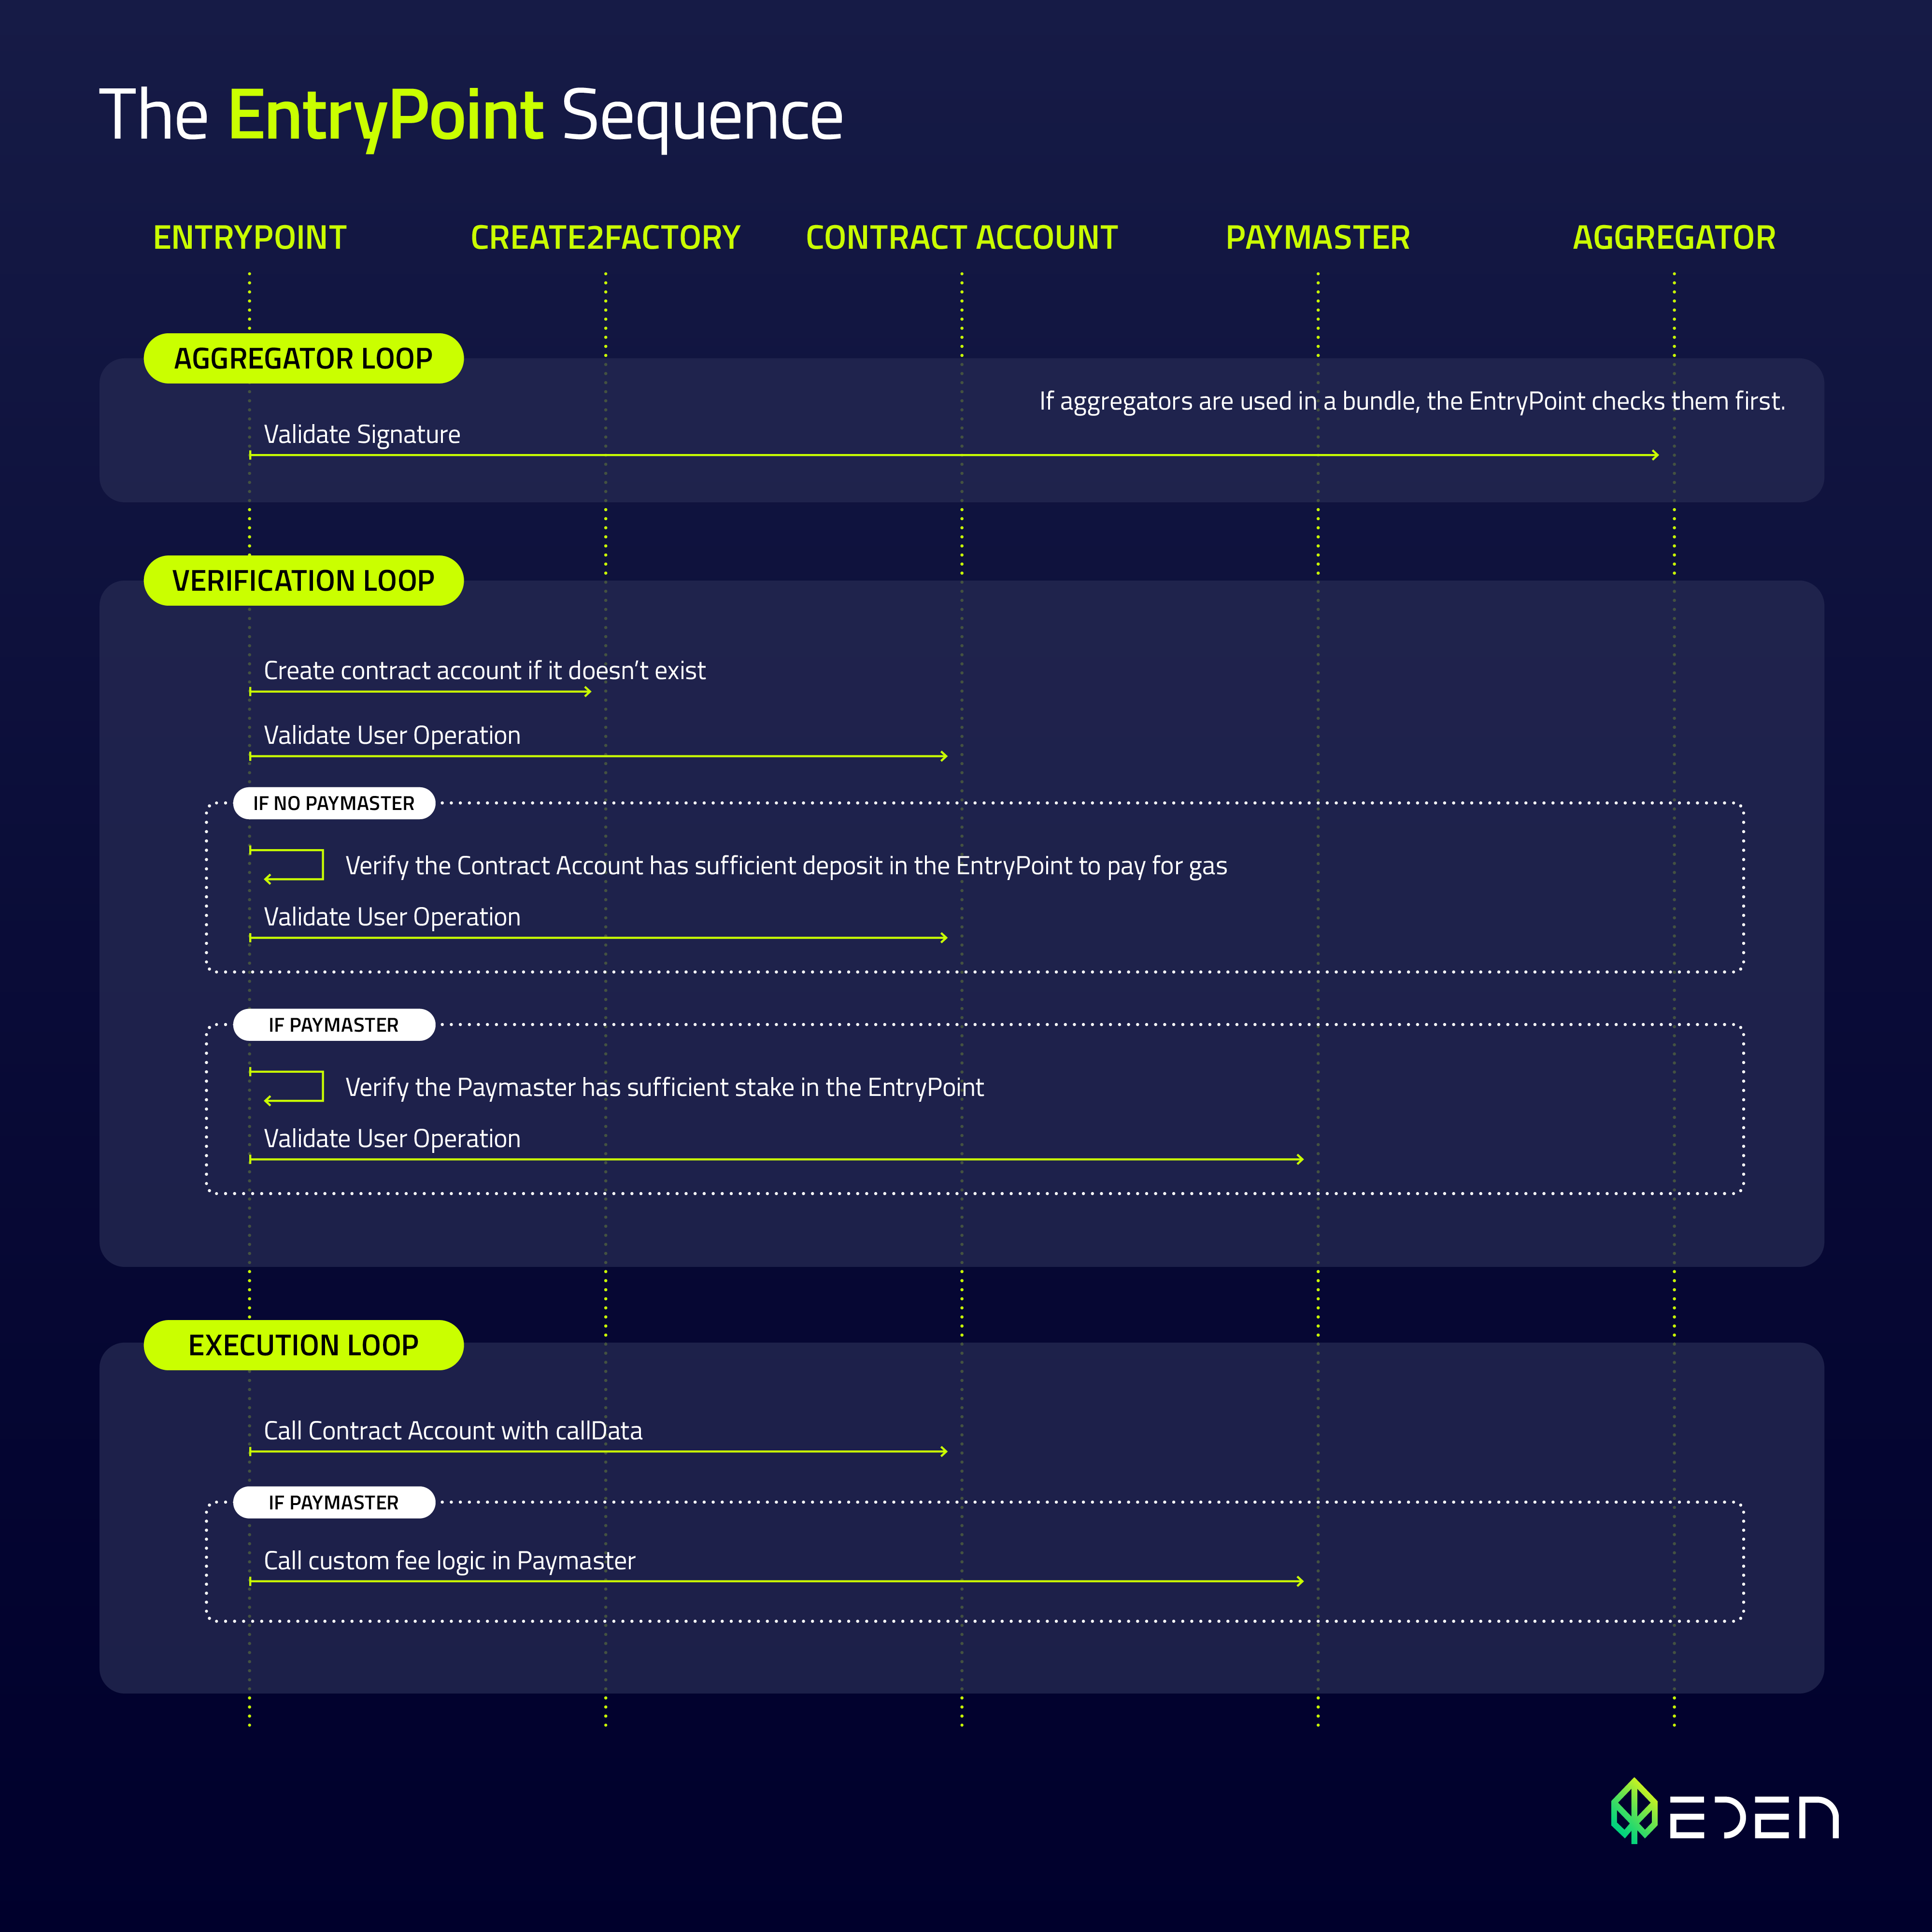 The EntryPoint Sequence
ENTRYPOINT
CREATE2FACTORY
CONTRACT ACCOUNT
PAYMASTER
AGGREGATOR
AGGREGATOR LOOP
If aggregators are used in a bundle, the EntryPoint checks them first.
Validate Signature
VERIFICATION LOOP
Create contract account if it doesn’t exist
Validate User Operation
IF NO PAYMASTER
Verify the Contract Account has sufficient deposit in the EntryPoint to pay for gas
Validate User Operation
IF PAYMASTER
Verify the Paymaster has sufficient stake in the EntryPoint
Validate User Operation
EXECUTION LOOP
Call Contract Account with callData
IF PAYMASTER
Call custom fee logic in Paymaster
EDEN